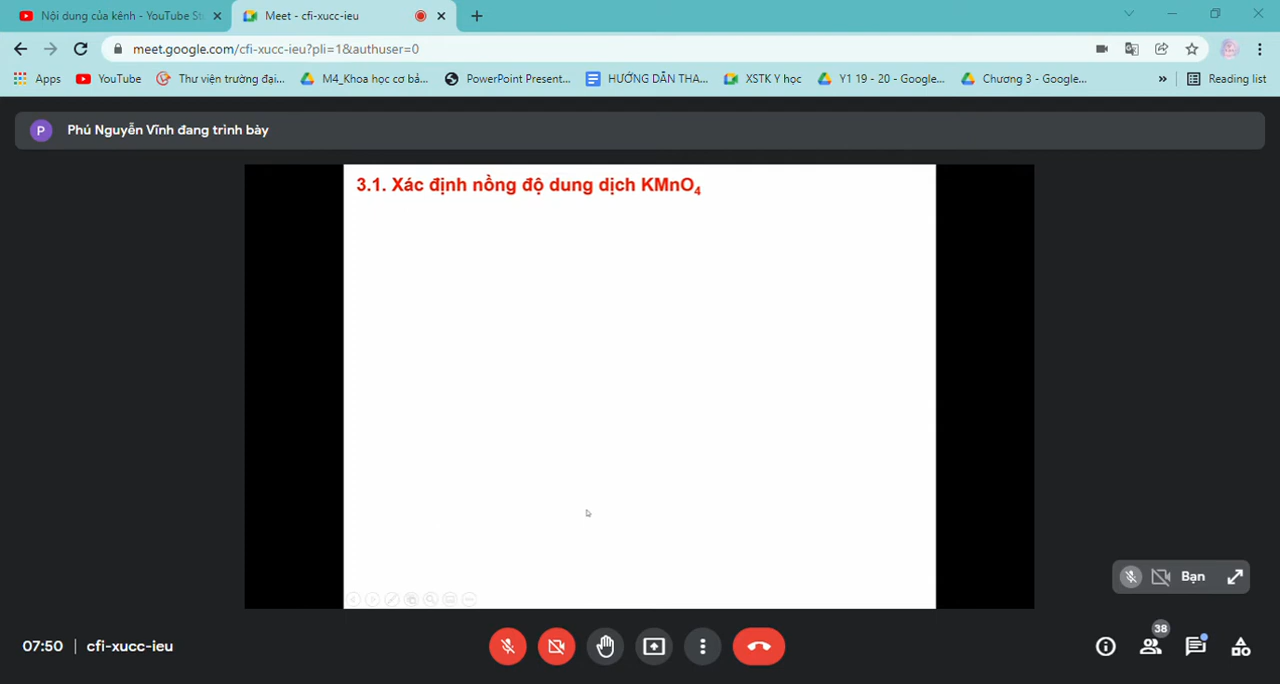 Nội dung của kênh - YouTube St
Meet - cfi-xucc-ieu
meet.google.com/cfi-xucc-ieu?pli=1&authuser=0
Apps YouTube Thư viện trường đại... M4_Khoa học cơ bả... PowerPoint Present... HƯỚNG DẪN THA... XSTK Y học Y1 19 - 20 - Google... Chương 3 - Google... » Reading list
P Phú Nguyễn Vĩnh đang trình bày
3.1. Xác định nồng độ dung dịch KMnO₄
Bạn
07:50 | cfi-xucc-ieu
38